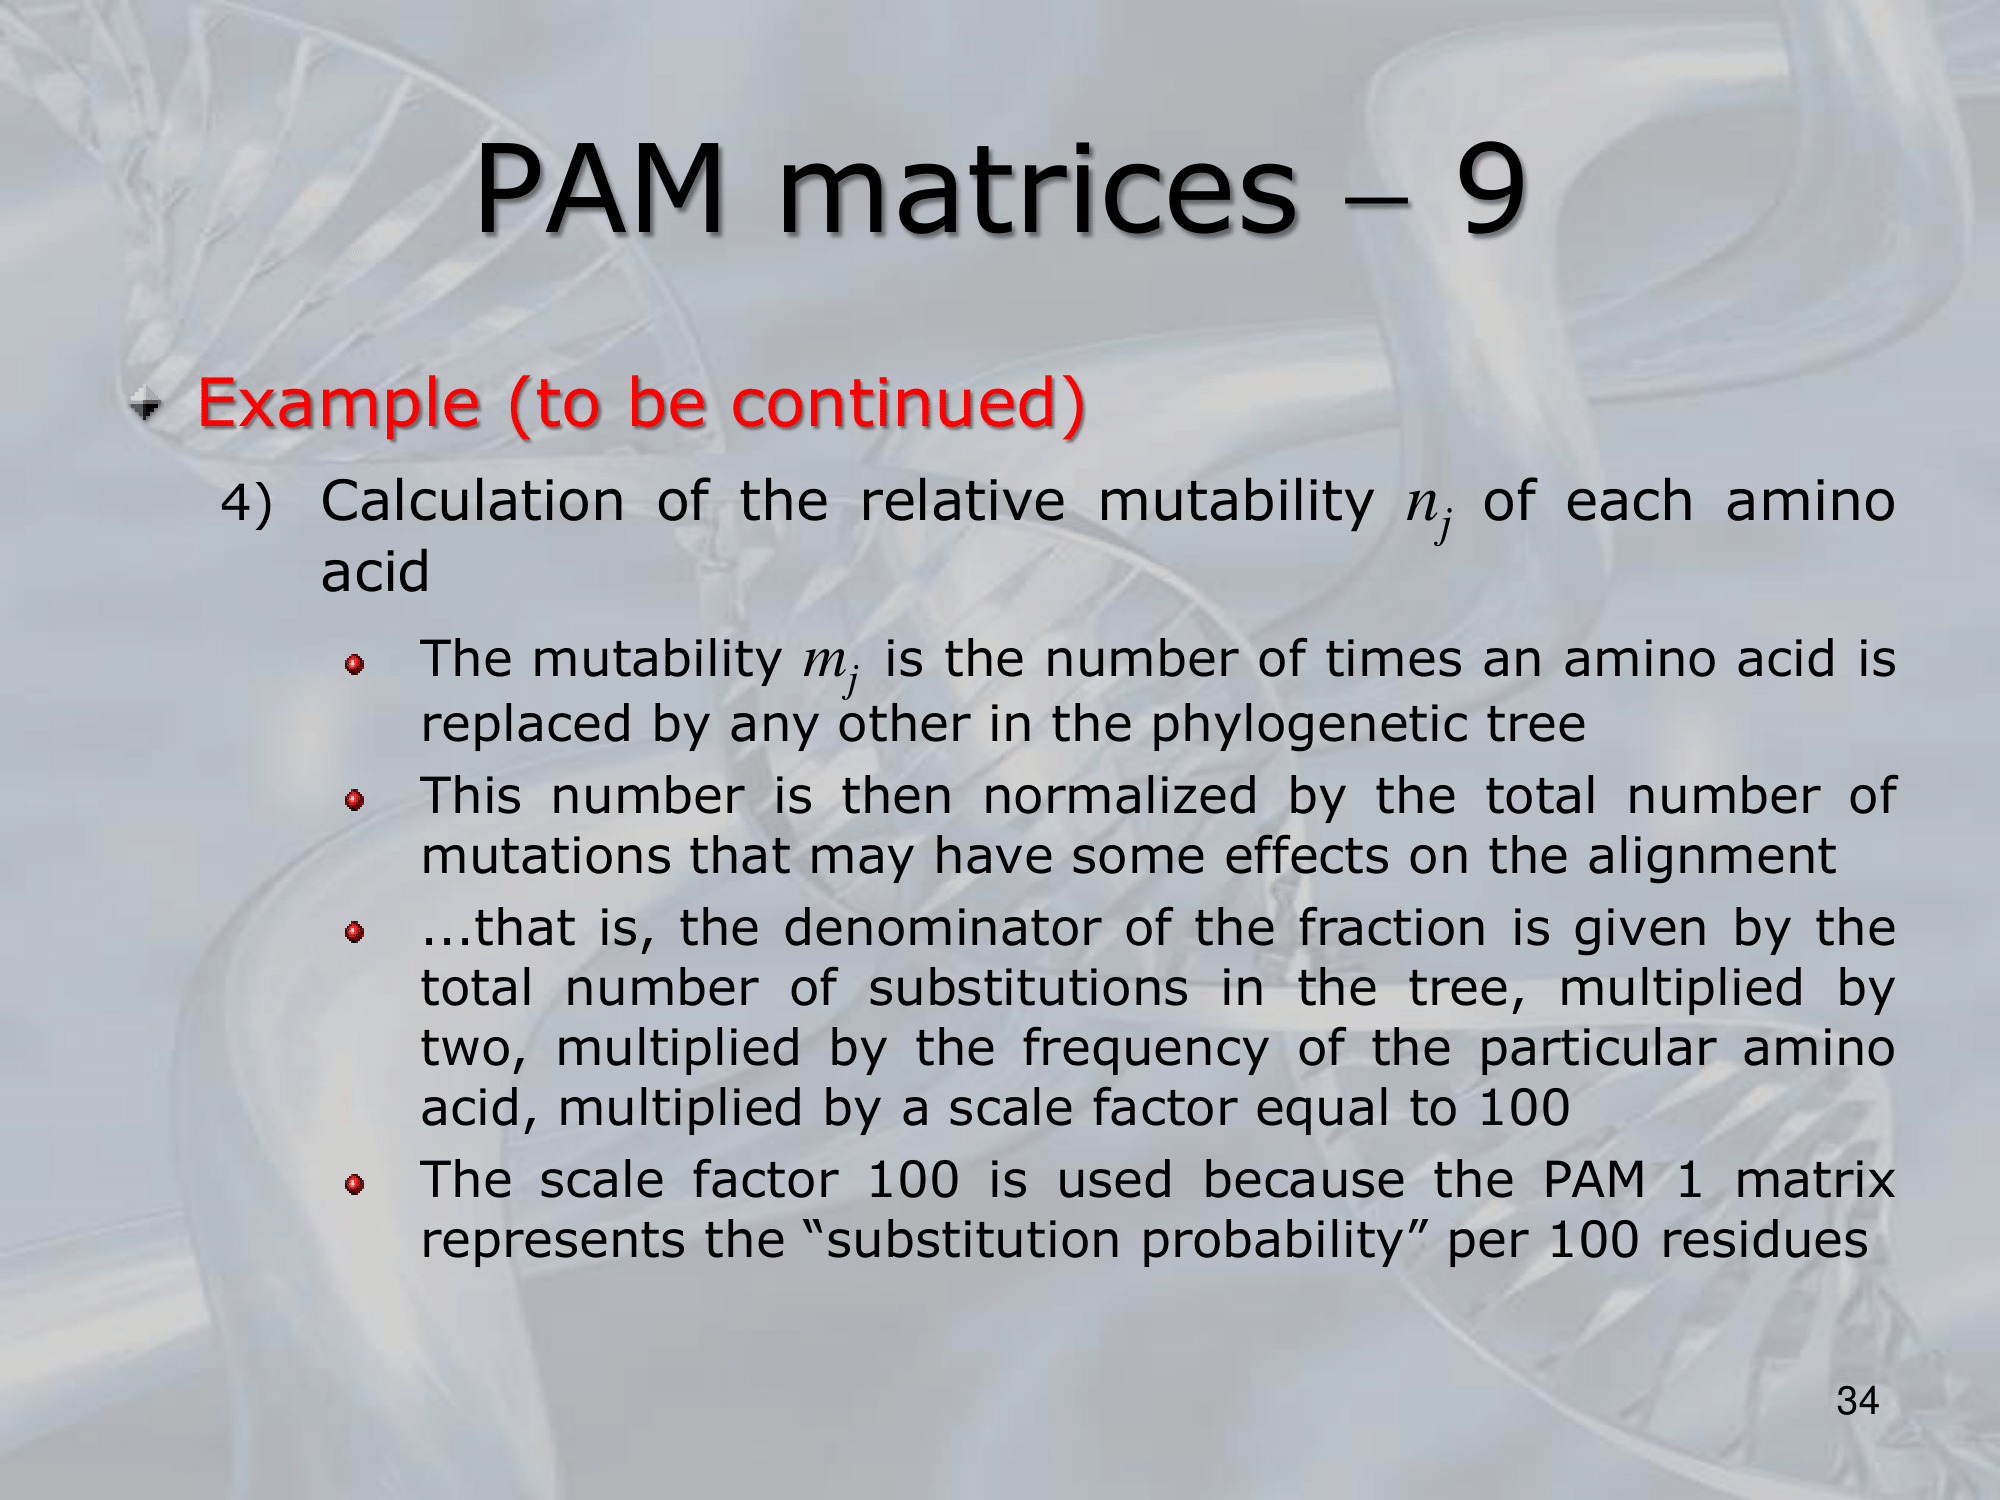 PAM matrices – 9
Example (to be continued)
4) Calculation of the relative mutability nj of each amino
acid
The mutability mj is the number of times an amino acid is
replaced by any other in the phylogenetic tree
This number is then normalized by the total number of
mutations that may have some effects on the alignment
...that is, the denominator of the fraction is given by the
total number of substitutions in the tree, multiplied by
two, multiplied by the frequency of the particular amino
acid, multiplied by a scale factor equal to 100
The scale factor 100 is used because the PAM 1 matrix
represents the “substitution probability” per 100 residues
34